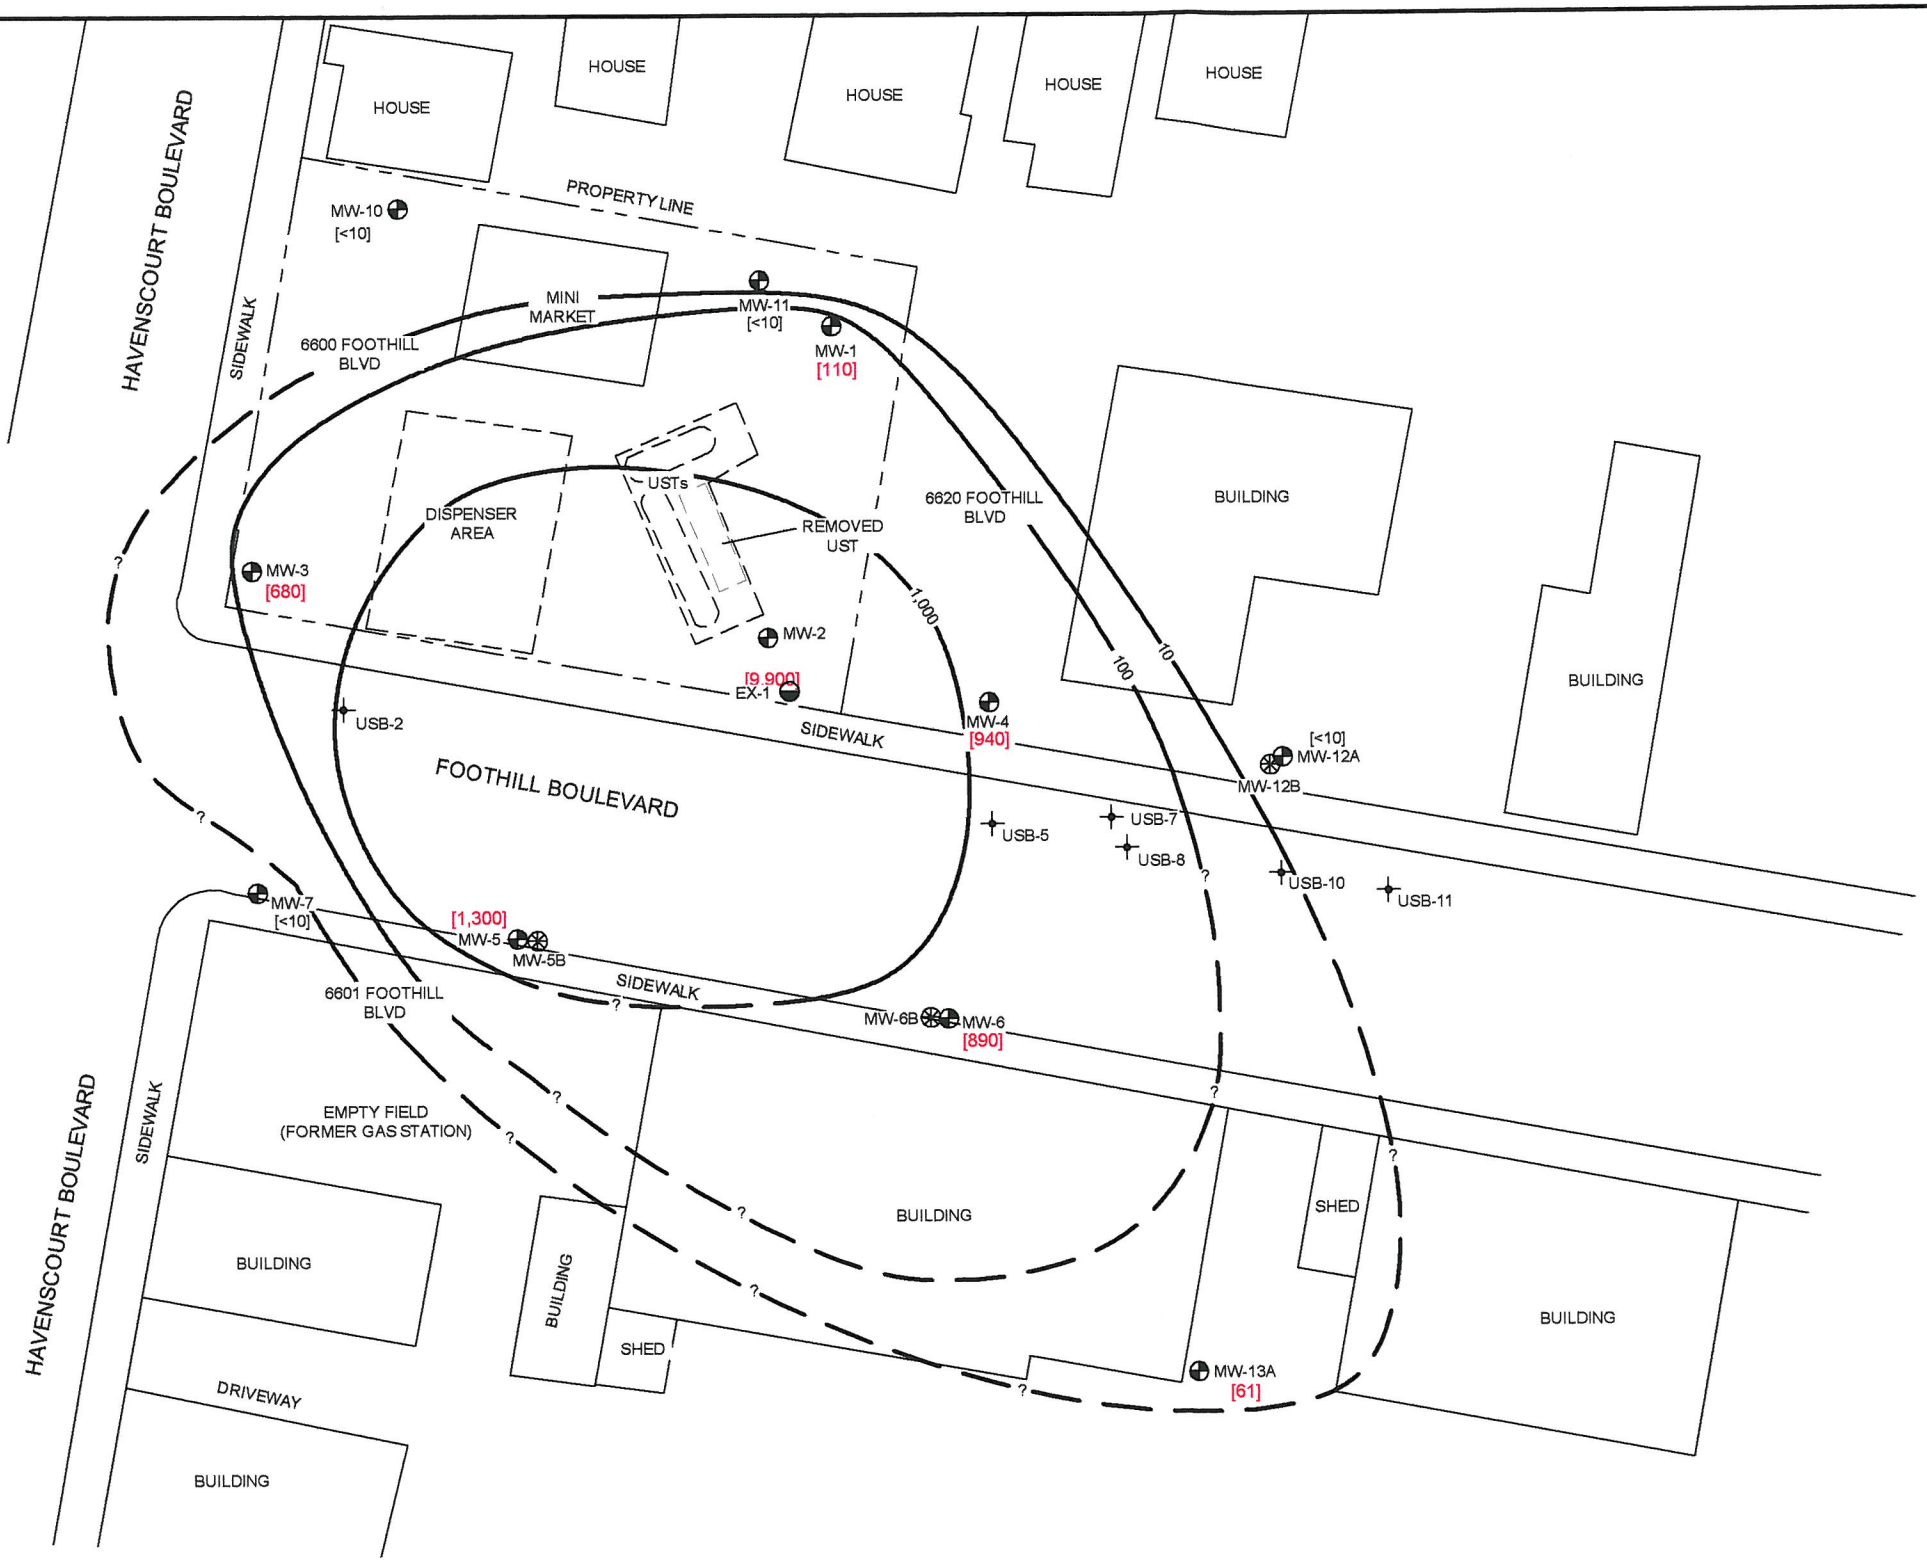 HOUSE
HOUSE
HOUSE
HOUSE
HOUSE
HAVENSCOURT BOULEVARD
SIDEWALK
PROPERTY LINE
MW-10
[<10]
MINI
MARKET
MW-11
[<10]
MW-1
[110]
6600 FOOTHILL
BLVD
DISPENSER
AREA
USTs
REMOVED
UST
6620 FOOTHILL
BLVD
BUILDING
BUILDING
?
MW-3
[680]
1,000
MW-2
[9,900]
EX-1
100
10
USB-2
SIDEWALK
MW-4
[940]
[<10]
MW-12A
MW-12B
FOOTHILL BOULEVARD
USB-5
USB-7
USB-8
?
USB-10
USB-11
?
MW-7
[<10]
[1,300]
MW-5
MW-5B
SIDEWALK
?
6601 FOOTHILL
BLVD
MW-6B
MW-6
[890]
HAVENSCOURT BOULEVARD
SIDEWALK
EMPTY FIELD
(FORMER GAS STATION)
?
?
?
?
?
BUILDING
SHED
BUILDING
BUILDING
?
BUILDING
SHED
MW-13A
[61]
?
DRIVEWAY
BUILDING